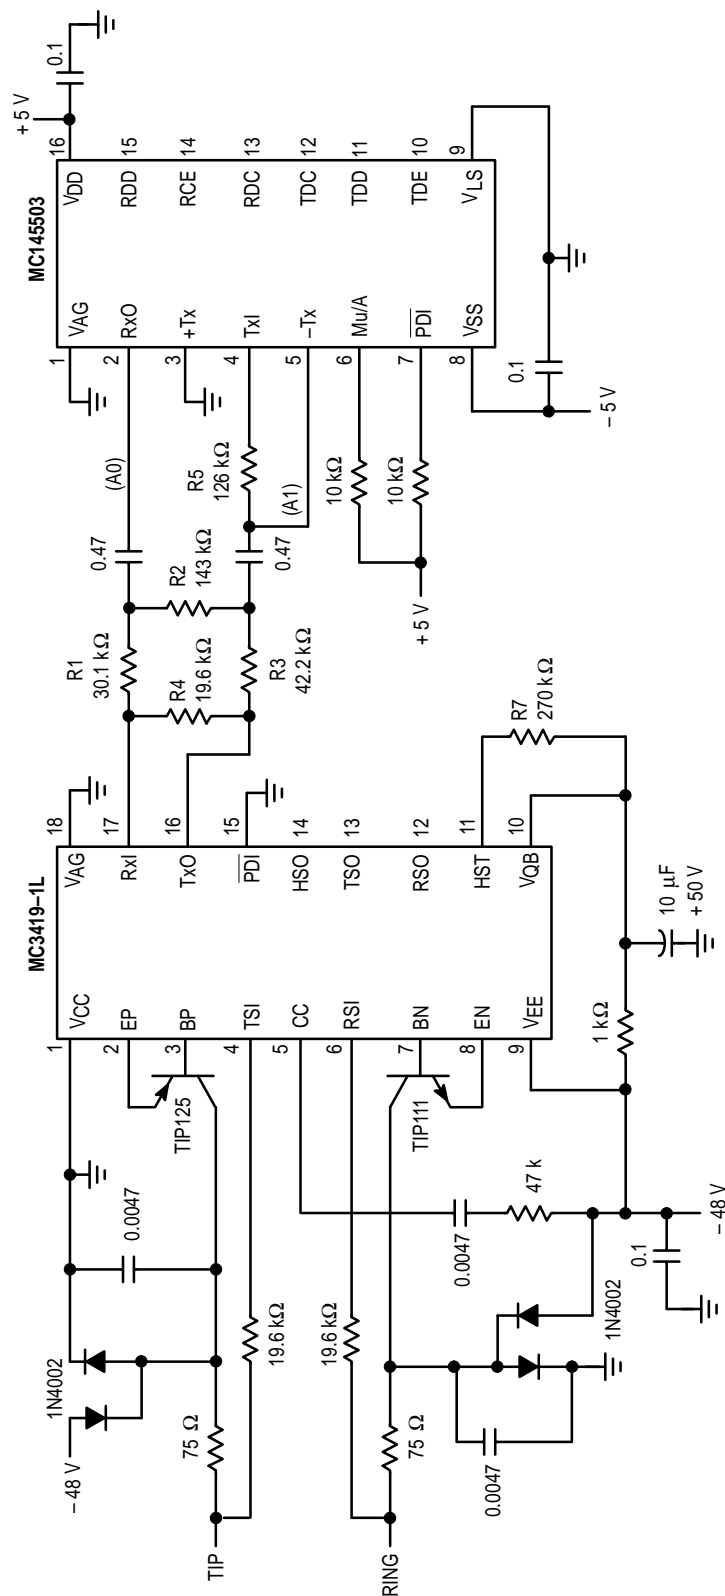 TIP
RING
– 48 V
1N4002
0.0047
75 Ω
19.6 kΩ
TIP125
19.6 kΩ
75 Ω
0.0047
0.0047
47 k
TIP111
1N4002
0.1
– 48 V
1 kΩ
10 µF
+ 50 V
MC3419–1L
1 VCC
2 EP
3 BP
4 TSI
5 CC
6 RSI
7 BN
8 EN
9 VEE
VAG 18
RxI 17
TxO 16
PDI 15
HSO 14
TSO 13
RSO 12
HST 11
VQB 10
R7
270 kΩ
R1
30.1 kΩ
R4
19.6 kΩ
R3
42.2 kΩ
R2
143 kΩ
0.47
0.47
(A0)
R5
126 kΩ
(A1)
10 kΩ
10 kΩ
+ 5 V
MC145503
1 VAG
2 RxO
3 +Tx
4 TxI
5 –Tx
6 Mu/A
7 PDI
8 VSS
VDD 16
RDD 15
RCE 14
RDC 13
TDC 12
TDD 11
TDE 10
VLS 9
+ 5 V
0.1
0.1
– 5 V